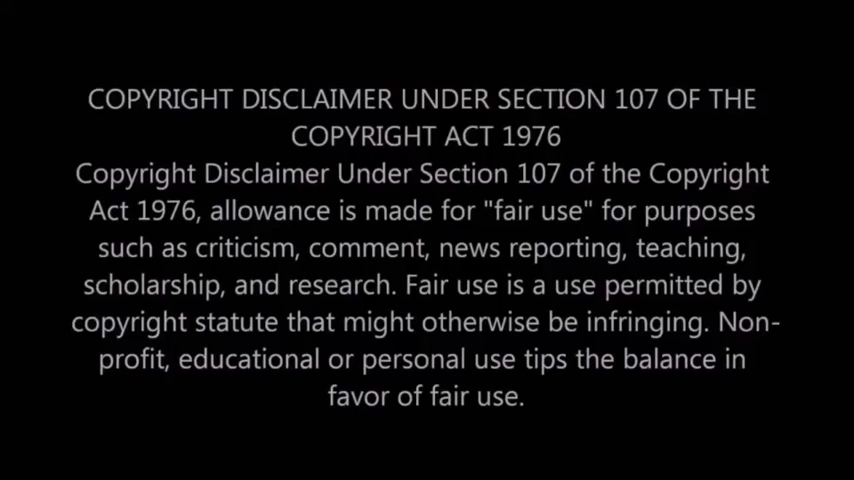 COPYRIGHT DISCLAIMER UNDER SECTION 107 OF THE
COPYRIGHT ACT 1976
Copyright Disclaimer Under Section 107 of the Copyright
Act 1976, allowance is made for "fair use" for purposes
such as criticism, comment, news reporting, teaching,
scholarship, and research. Fair use is a use permitted by
copyright statute that might otherwise be infringing. Non-
profit, educational or personal use tips the balance in
favor of fair use.